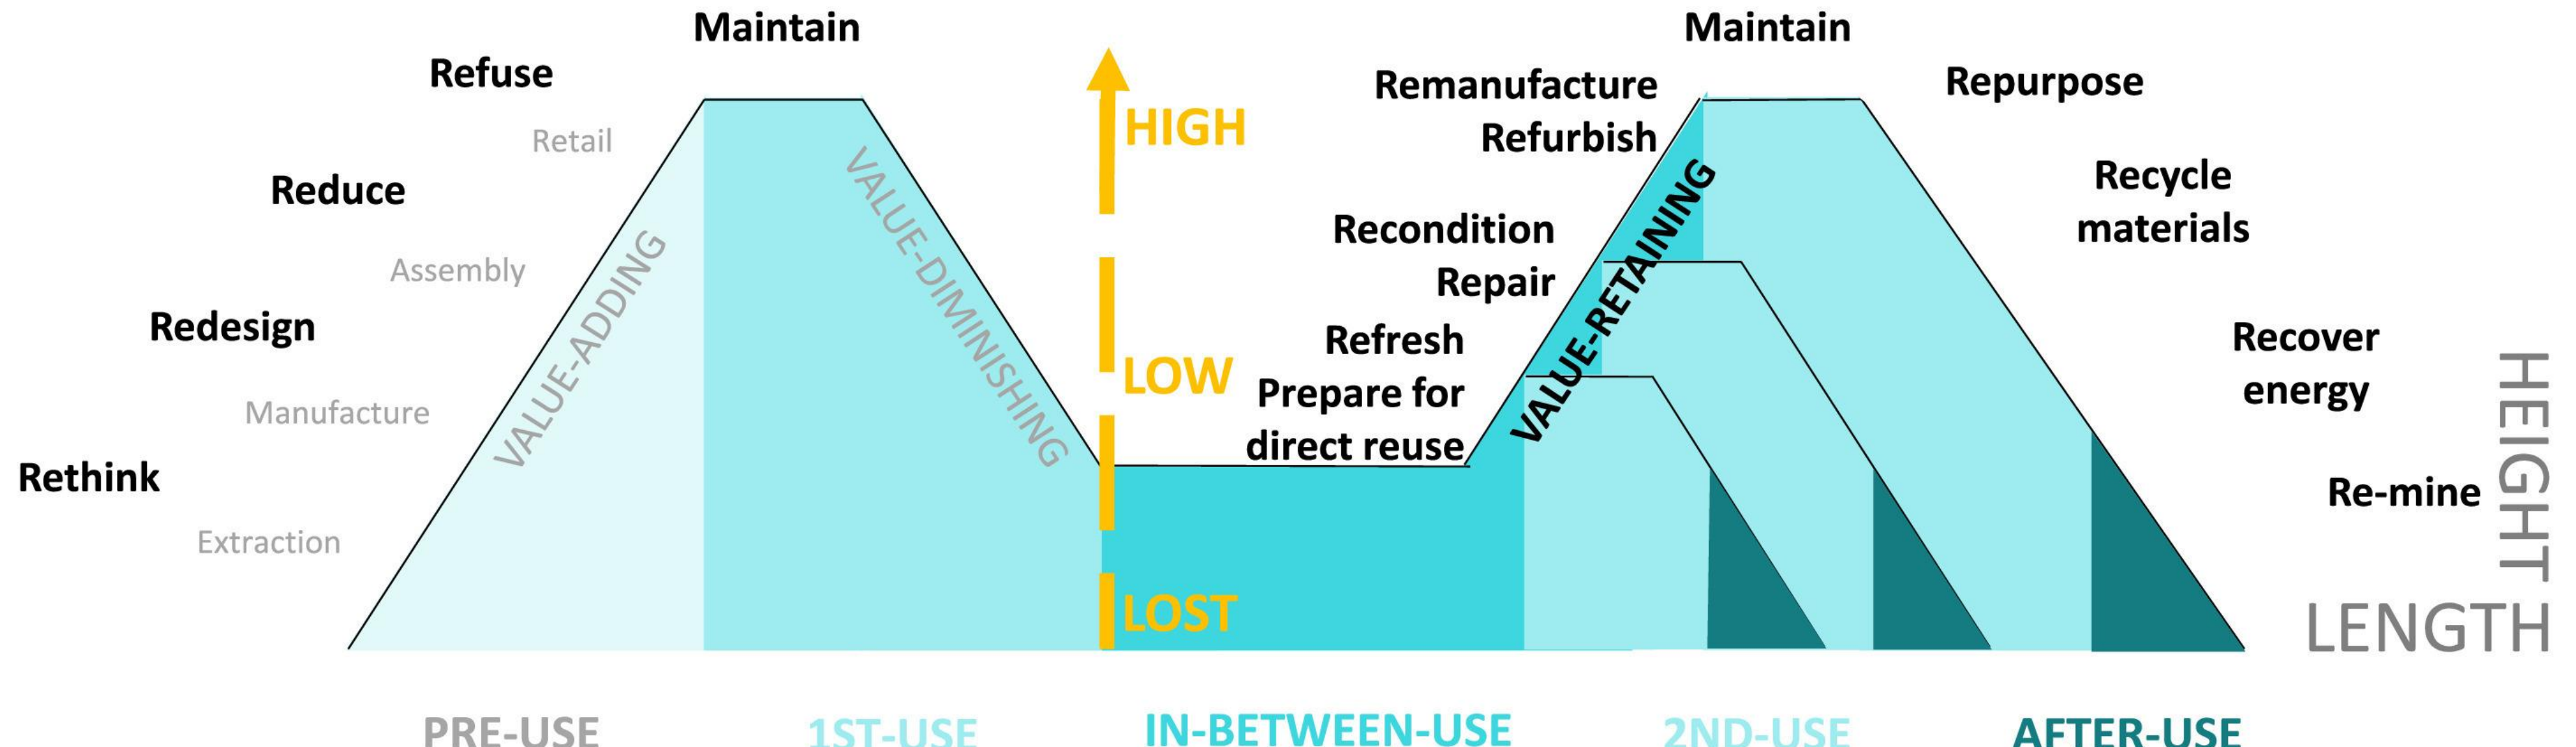 Maintain
Refuse
Retail
Reduce
Assembly
Redesign
Manufacture
Rethink
Extraction
VALUE-ADDING
VALUE-DIMINISHING
HIGH
LOW
LOST
Maintain
Remanufacture
Refurbish
Recondition
Repair
Refresh
Prepare for
direct reuse
VALUE-RETAINING
Repurpose
Recycle
materials
Recover
energy
Re-mine
HEIGHT
LENGTH
PRE-USE
1ST-USE
IN-BETWEEN-USE
2ND-USE
AFTER-USE